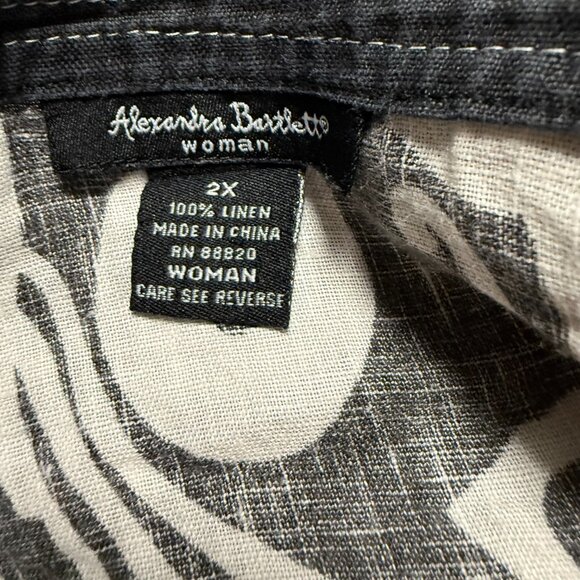 Alexandra Bartlett®
woman
2X
100% LINEN
MADE IN CHINA
RN 88820
WOMAN
CARE SEE REVERSE